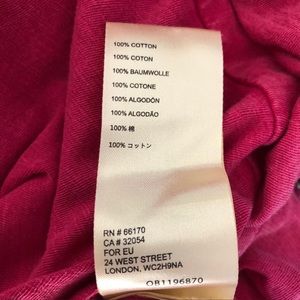 100% COTTON
100% COTON
100% BAUMWOLLE
100% COTONE
100% ALGODÓN
100% ALGODÃO
100% 棉
100% コットン
RN # 66170
CA # 32054
FOR EU
24 WEST STREET
LONDON, WC2H9NA
OB1196870